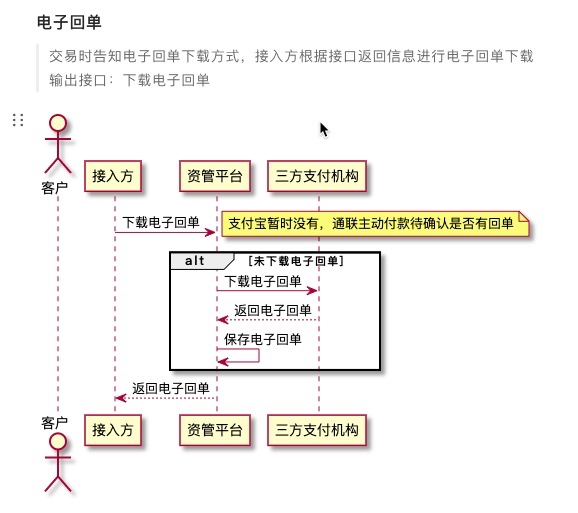 电子回单
交易时告知电子回单下载方式，接入方根据接口返回信息进行电子回单下载
输出接口：下载电子回单
客户
接入方
资管平台
三方支付机构
下载电子回单
支付宝暂时没有，通联主动付款待确认是否有回单
alt
[未下载电子回单]
下载电子回单
返回电子回单
保存电子回单
返回电子回单
客户
接入方
资管平台
三方支付机构